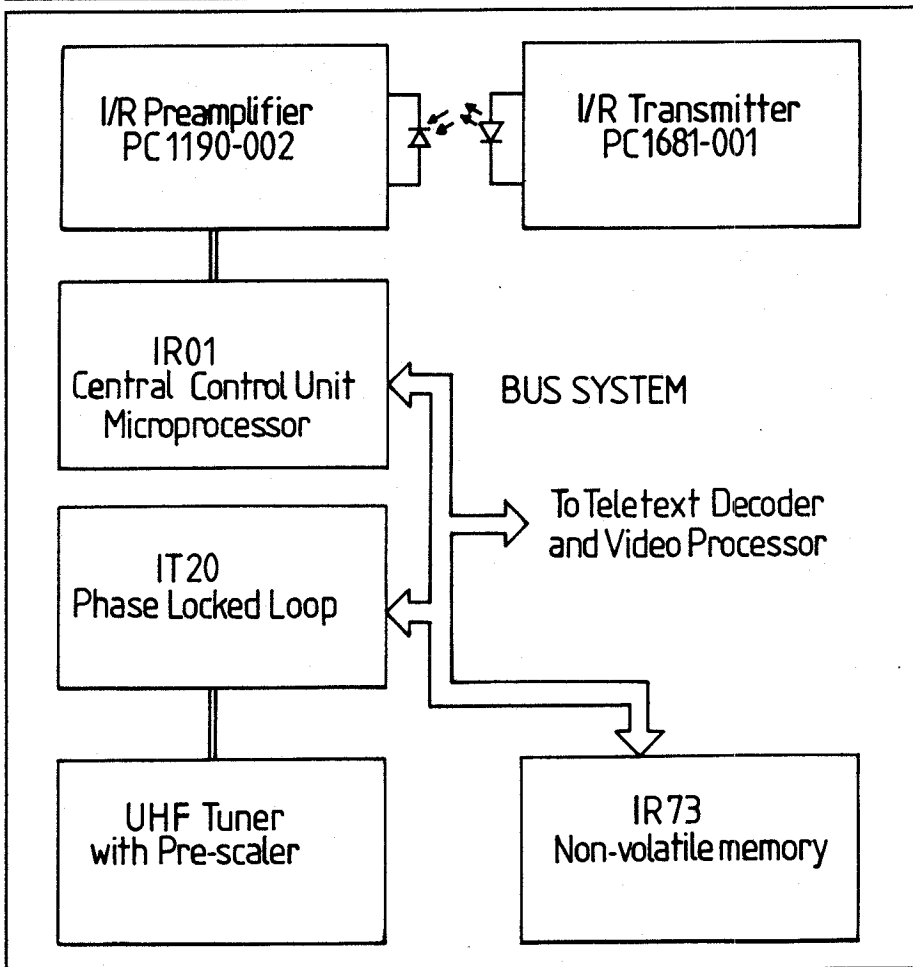 I/R Preamplifier
PC1190-002
I/R Transmitter
PC1681-001
IR01
Central Control Unit
Microprocessor
BUS SYSTEM
To Teletext Decoder
and Video Processor
IT20
Phase Locked Loop
UHF Tuner
with Pre-scaler
IR73
Non-volatile memory